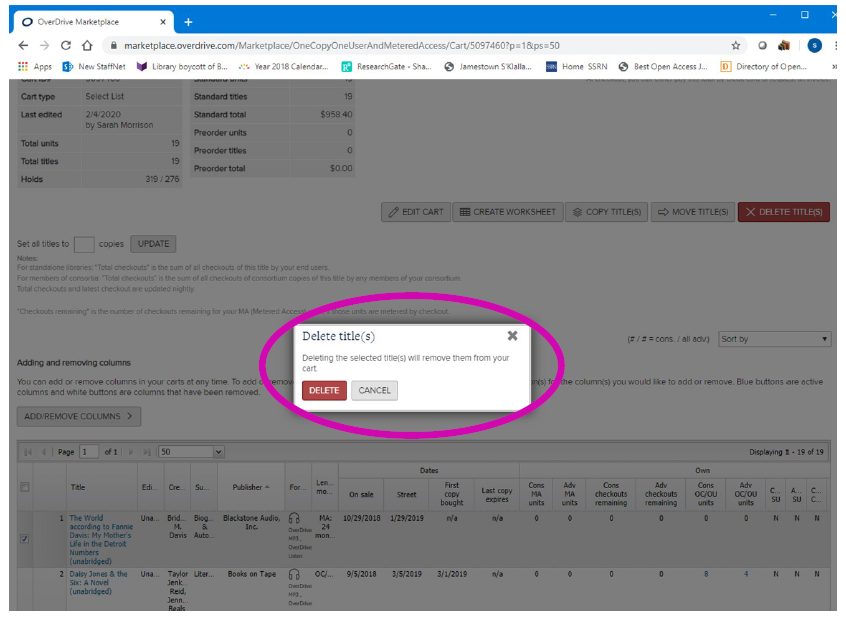 OverDrive Marketplace
marketplace.overdrive.com/Marketplace/OneCopyOneUserAndMeteredAccess/Cart/5097460?p=1&ps=50
S
Apps New StaffNet Library boycott of B... Year 2018 Calendar... ResearchGate - Sha... Jamestown S'Klalla... Home SSRN Best Open Access J... Directory of Open...
Cart type Select List Standard titles 19
Last edited 2/4/2020 Standard total $958.40
by Sarah Morrison
Preorder units 0
Total units 19
Preorder titles 0
Total titles 19
Preorder total $0.00
Holds 319 / 276
EDIT CART CREATE WORKSHEET COPY TITLE(S) MOVE TITLE(S) DELETE TITLE(S)
Set all titles to copies UPDATE
Notes:
For standalone libraries: "Total checkouts" is the sum of all checkouts of this title by your end users.
For members of consortia: "Total checkouts" is the sum of all checkouts of consortium copies of this title by any members of your consortium
Total checkouts and latest checkout are updated nightly.
"Checkouts remaining" is the number of checkouts remaining for your MA (Metered Access) those units are metered by checkout.
Delete title(s)
Deleting the selected title(s) will remove them from your
cart.
DELETE CANCEL
(# / # = cons. / all adv.) Sort by
Adding and removing columns
You can add or remove columns in your carts at any time. To add or remove n(s) for the column(s) you would like to add or remove. Blue buttons are active
columns and white buttons are columns that have been removed.
ADD/REMOVE COLUMNS >
Page 1 of 1 50 Displaying 1 - 19 of 19
Dates Own
Title Edi... Cre... Su... Publisher For... Len... mo... On sale Street First copy bought Last copy expires Cons MA units Adv MA units Cons checkouts remaining Adv checkouts remaining Cons OC/OU units Adv OC/OU units C... SU A... SU C... C...
1 The World according to Fannie Davis: My Mother's Life in the Detroit Numbers (unabridged) Una... Brid... M. Davis Biog... & Auto... Blackstone Audio, Inc. OverDrive MP3, OverDrive Listen MA: 24 mon... 10/29/2018 1/29/2019 n/a n/a 0 0 0 0 0 0 N N N
2 Daisy Jones & the Six: A Novel (unabridged) Una... Taylor Jenk... Reid, Jenn... Beals Liter... Books on Tape OverDrive MP3, OverDrive OC/... 9/5/2018 3/5/2019 3/1/2019 n/a 0 0 0 0 8 4 N N N